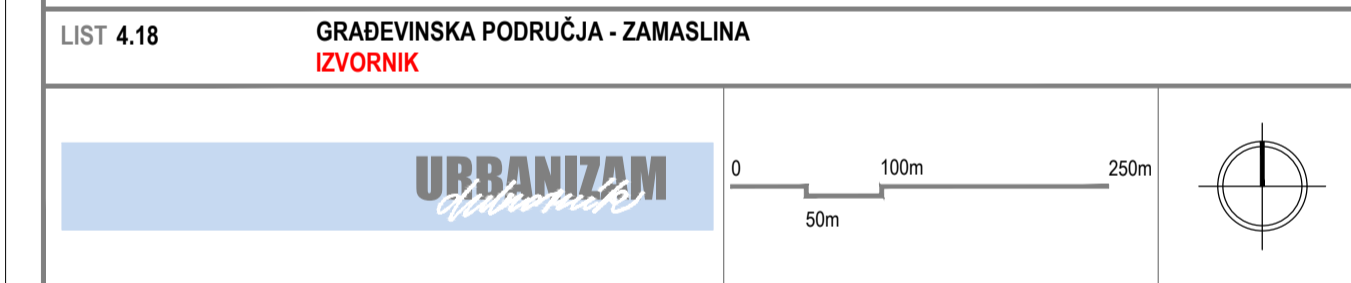 LIST 4.18 GRAĐEVINSKA PODRUČJA - ZAMASLINA
IZVORNIK
URBANIZAM
dubrovnik
0 100m 250m
50m